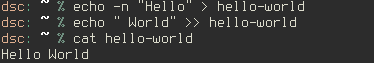 dsc: ~ % echo -n "Hello" > hello-world
dsc: ~ % echo " World" >> hello-world
dsc: ~ % cat hello-world
Hello World